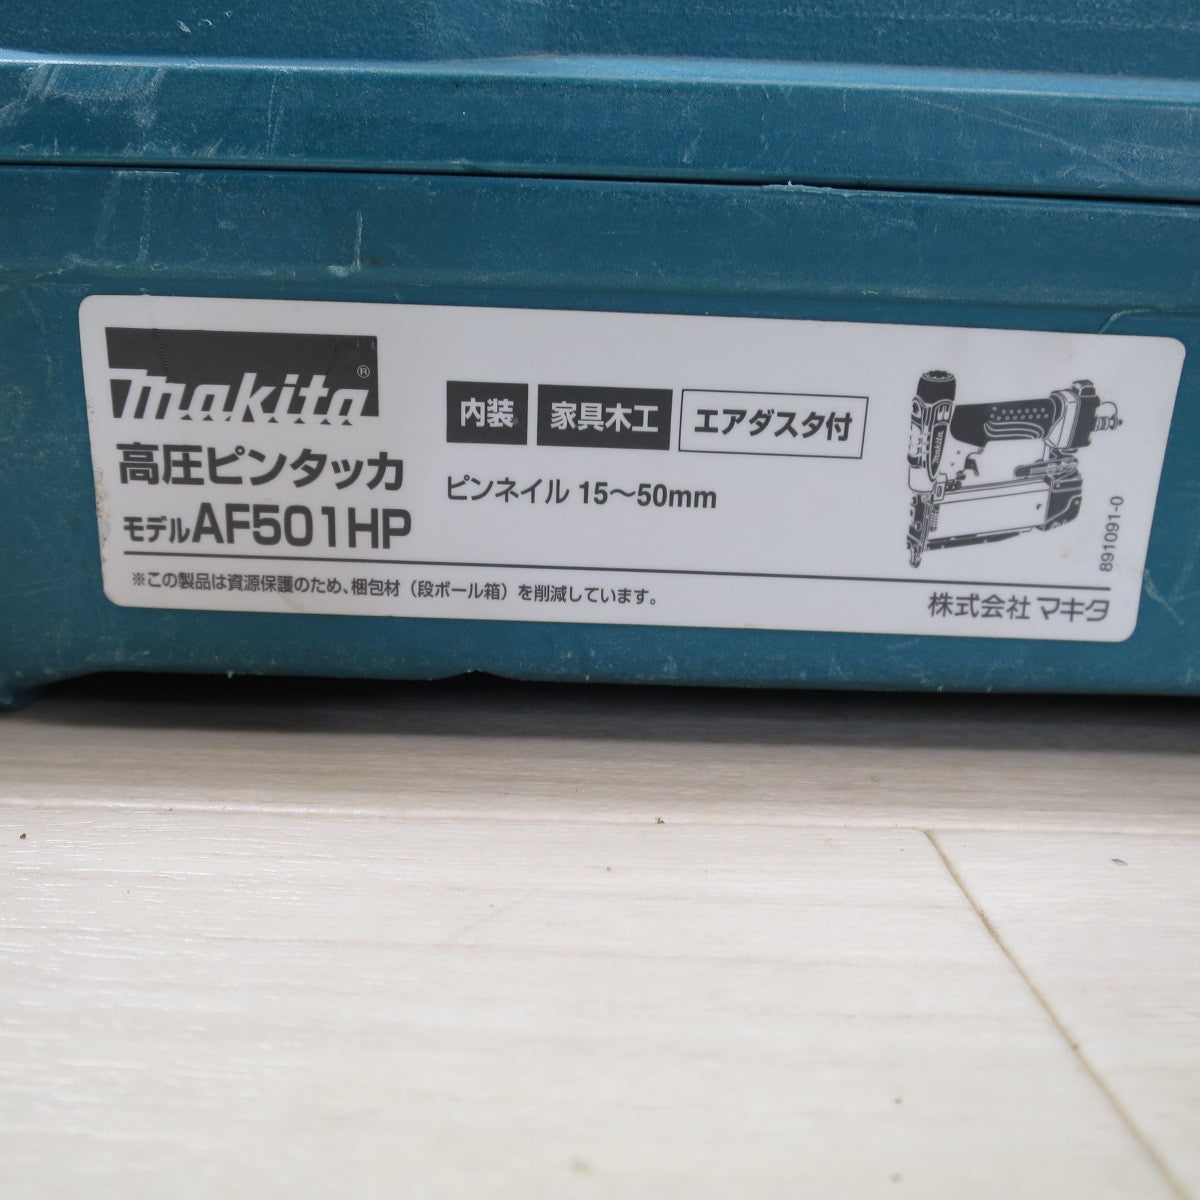 makita®
高圧ピンタッカ
モデルAF501HP
内装 家具木工 エアダスタ付
ピンネイル 15〜50mm
makita
891091-0
※この製品は資源保護のため、梱包材（段ボール箱）を削減しています。
株式会社 マキタ